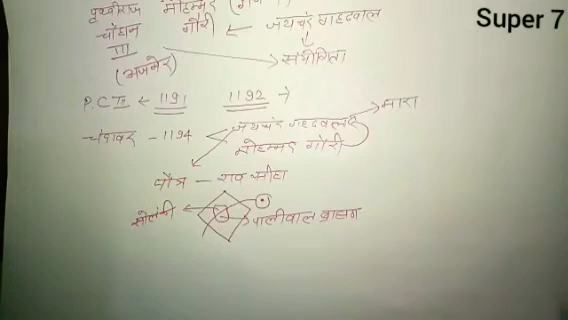 Super 7
पृथ्वीराज मोहम्मद
चौहान गौरी ← जयचंद गहडवाल
III
(अजमेर) → संयोगिता
P.C III ← 1191 1192 →
चंदावर - 1194 जयचंद गहडवाल → मारा
मोहम्मद गौरी
पौत्र - राव सीहा
सोलंकी पालीवाल ब्राह्मण